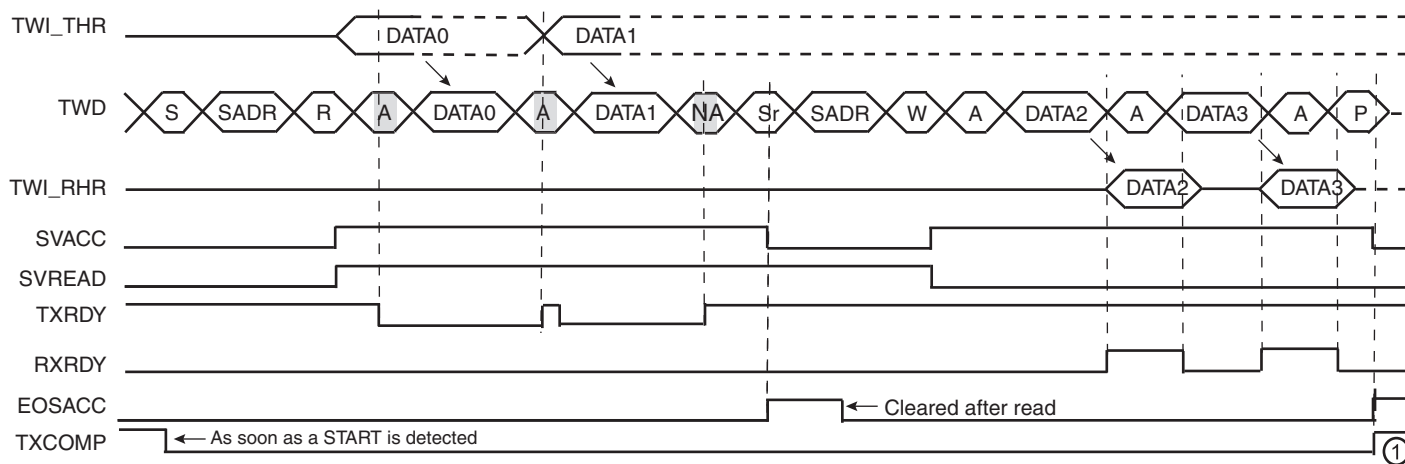 TWI_THR DATA0 DATA1
TWD S SADR R A DATA0 A DATA1 NA Sr SADR W A DATA2 A DATA3 A P
TWI_RHR DATA2 DATA3
SVACC
SVREAD
TXRDY
RXRDY
EOSACC Cleared after read
TXCOMP As soon as a START is detected 1